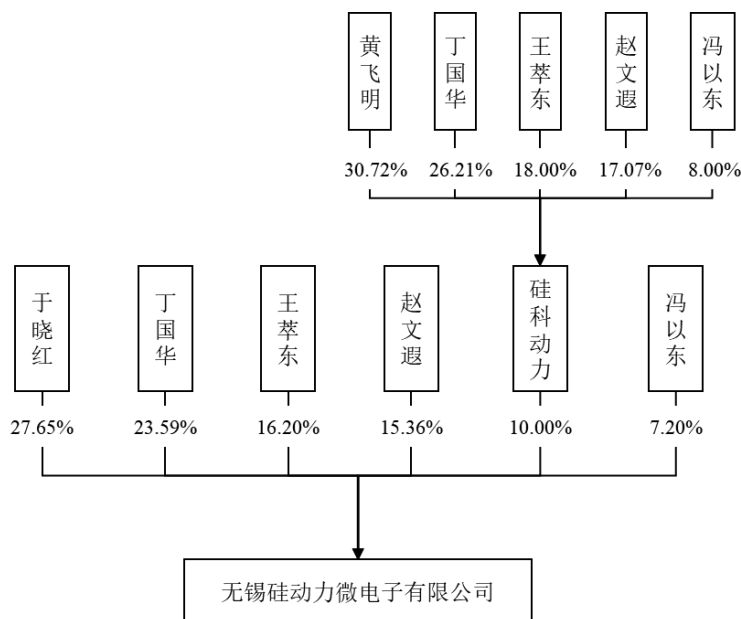 黄飞明
丁国华
王萃东
赵文遐
冯以东
30.72%
26.21%
18.00%
17.07%
8.00%
于晓红
丁国华
王萃东
赵文遐
硅科动力
冯以东
27.65%
23.59%
16.20%
15.36%
10.00%
7.20%
无锡硅动力微电子有限公司